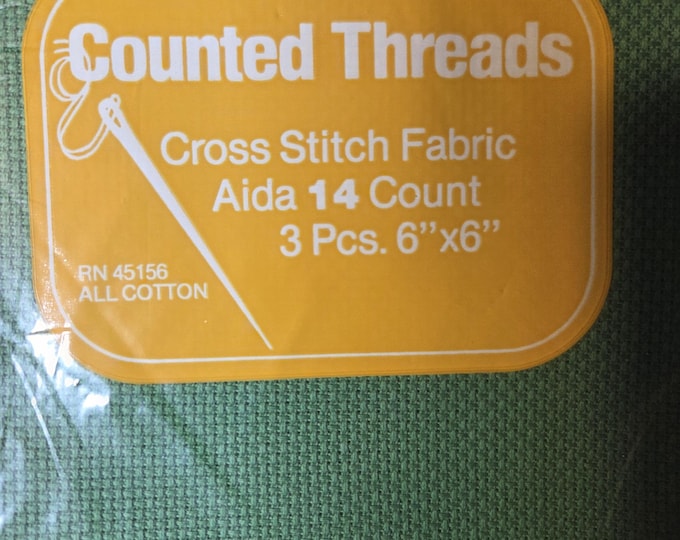 Counted Threads
Cross Stitch Fabric
Aida 14 Count
3 Pcs. 6”x6”
RN 45156
ALL COTTON